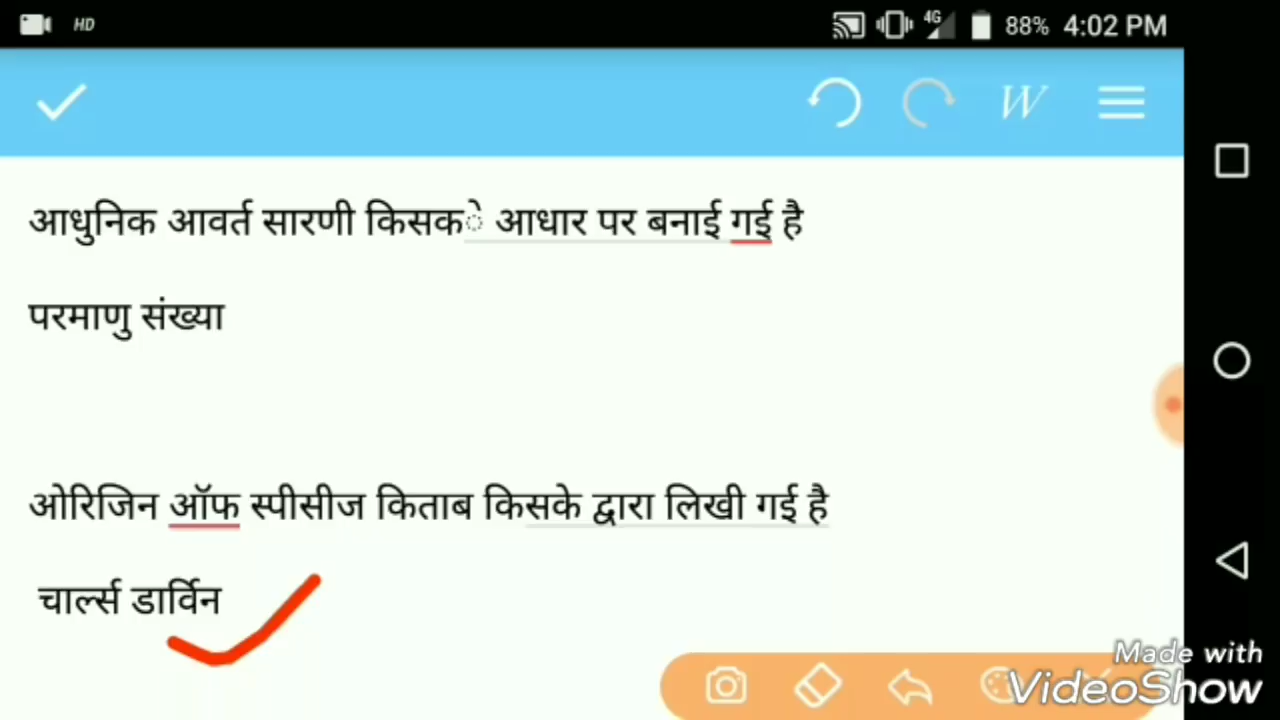 HD 4G 88% 4:02 PM
W
आधुनिक आवर्त सारणी किसक​े आधार पर बनाई गई है
परमाणु संख्या
ओरिजिन ऑफ स्पीसीज किताब किसके द्वारा लिखी गई है
चार्ल्स डार्विन
Made with
VideoShow